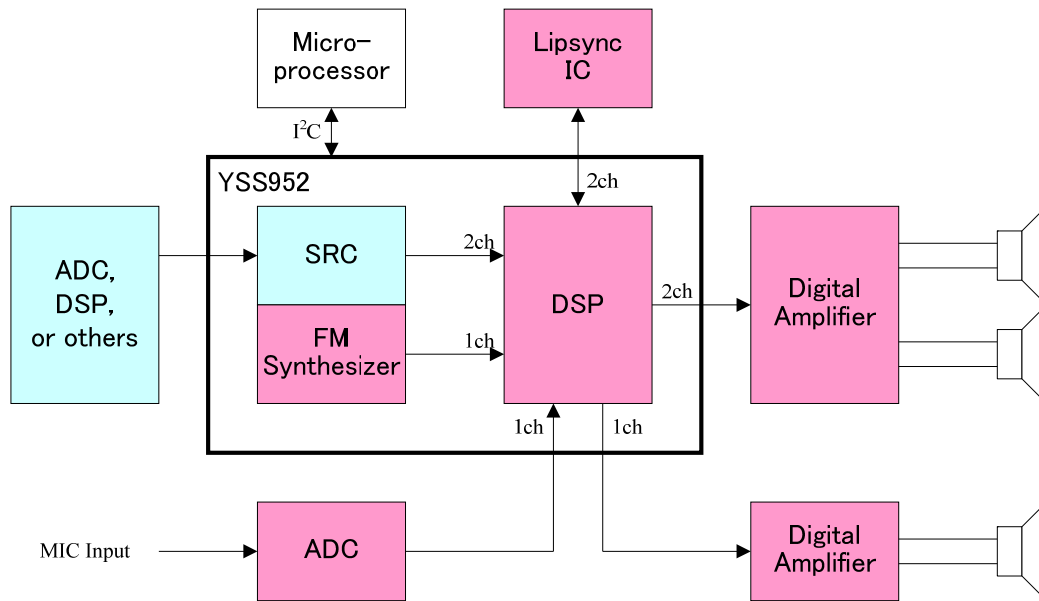 Micro-
processor
Lipsync
IC
I²C
2ch
YSS952
ADC,
DSP,
or others
SRC
2ch
FM
Synthesizer
1ch
DSP
2ch
Digital
Amplifier
1ch
1ch
MIC Input
ADC
Digital
Amplifier